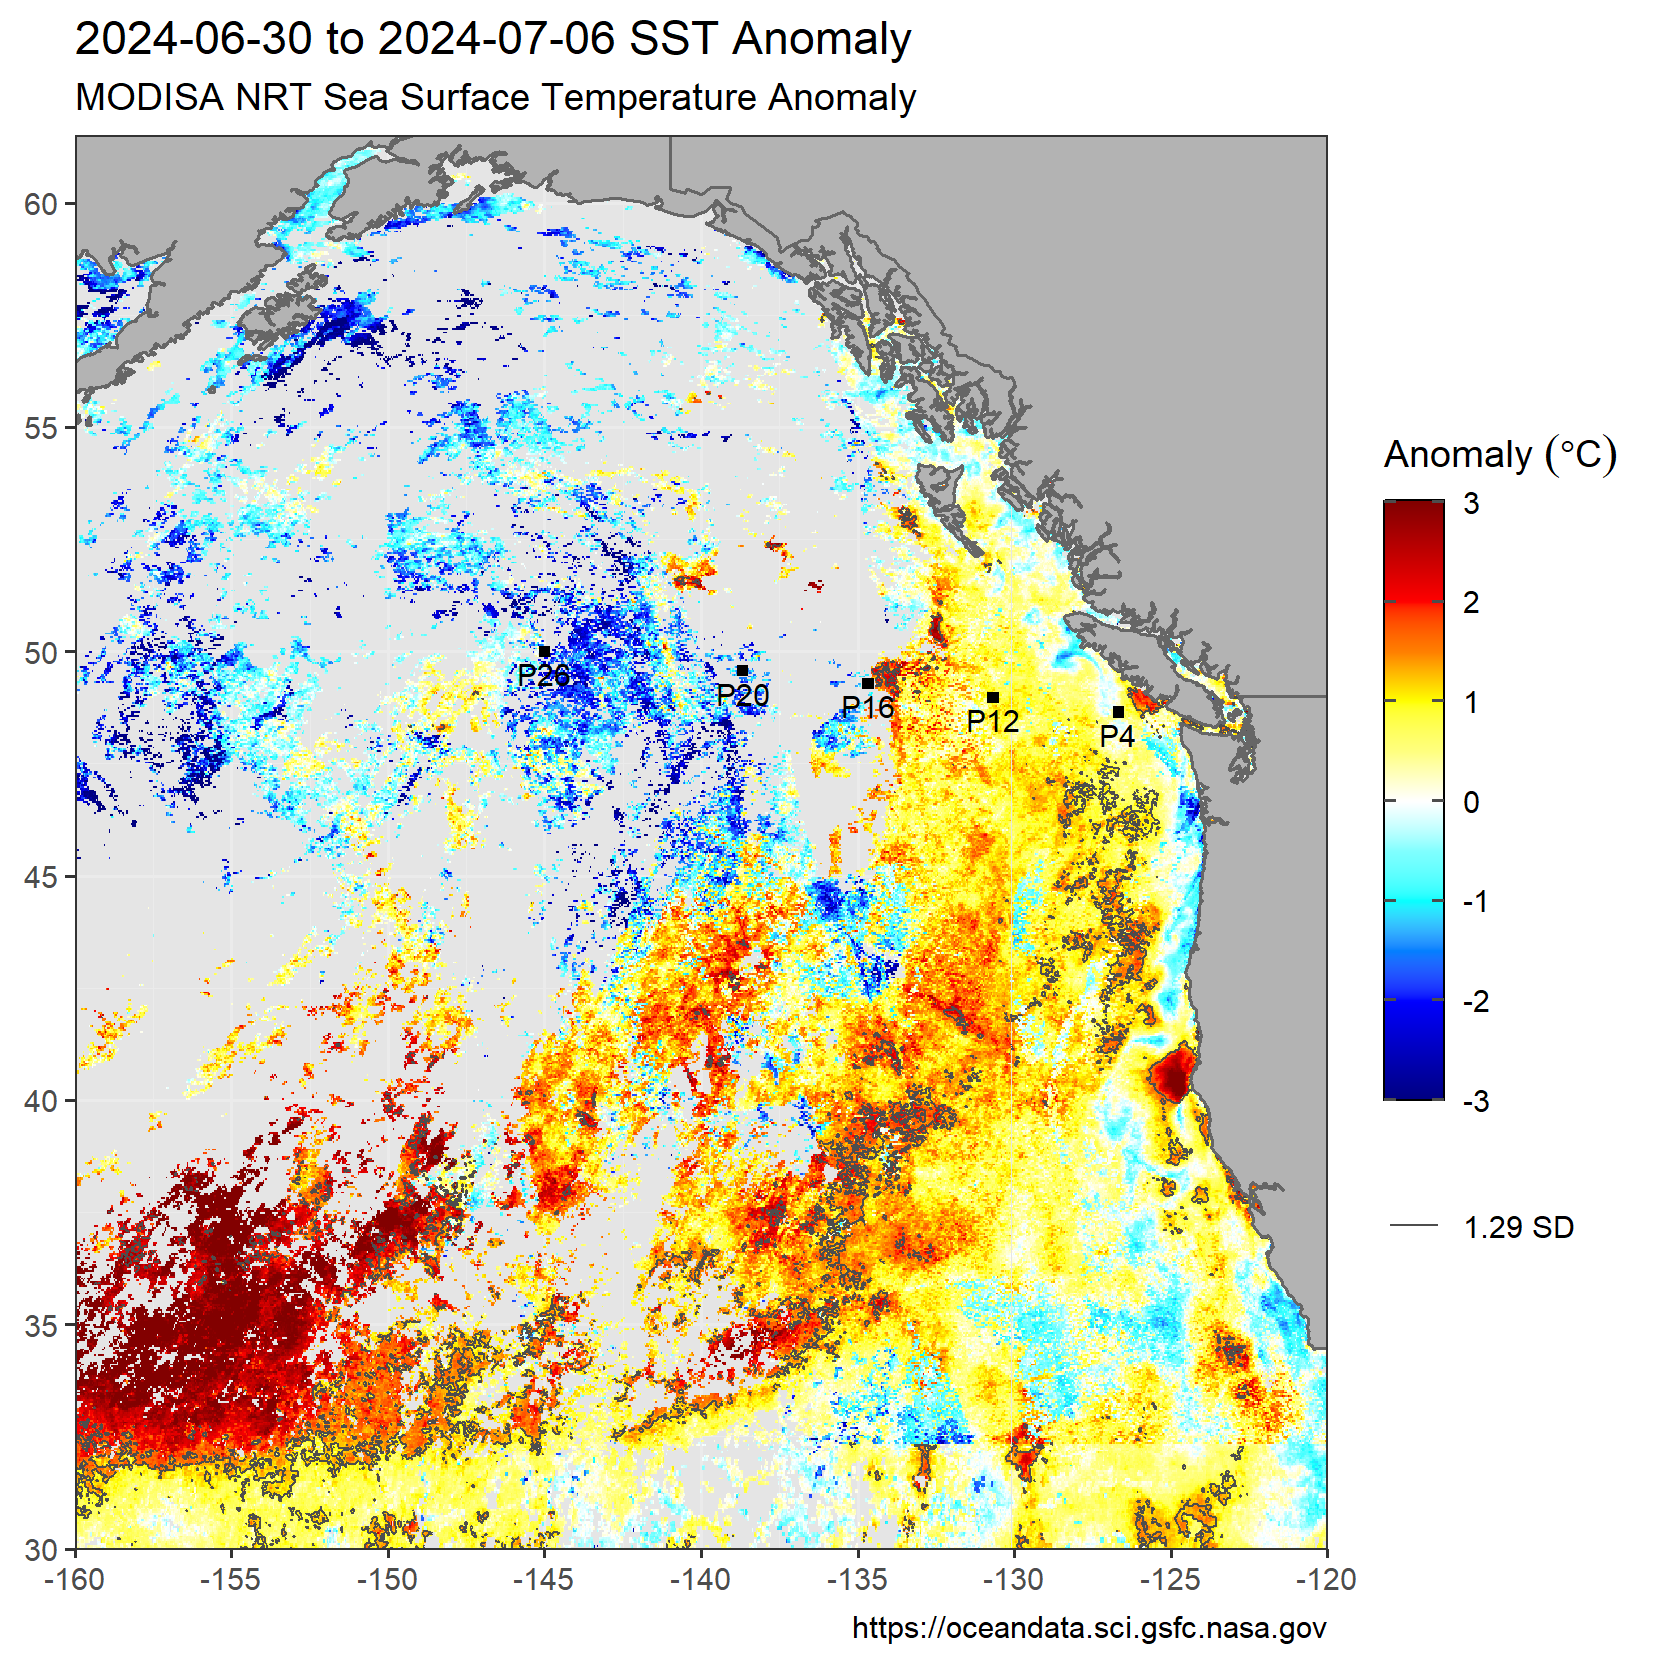 2024-06-30 to 2024-07-06 SST Anomaly
MODISA NRT Sea Surface Temperature Anomaly
60
55
50
45
40
35
30
-160
-155
-150
-145
-140
-135
-130
-125
-120
P26
P20
P16
P12
P4
Anomaly (°C)
3
2
1
0
-1
-2
-3
1.29 SD
https://oceandata.sci.gsfc.nasa.gov